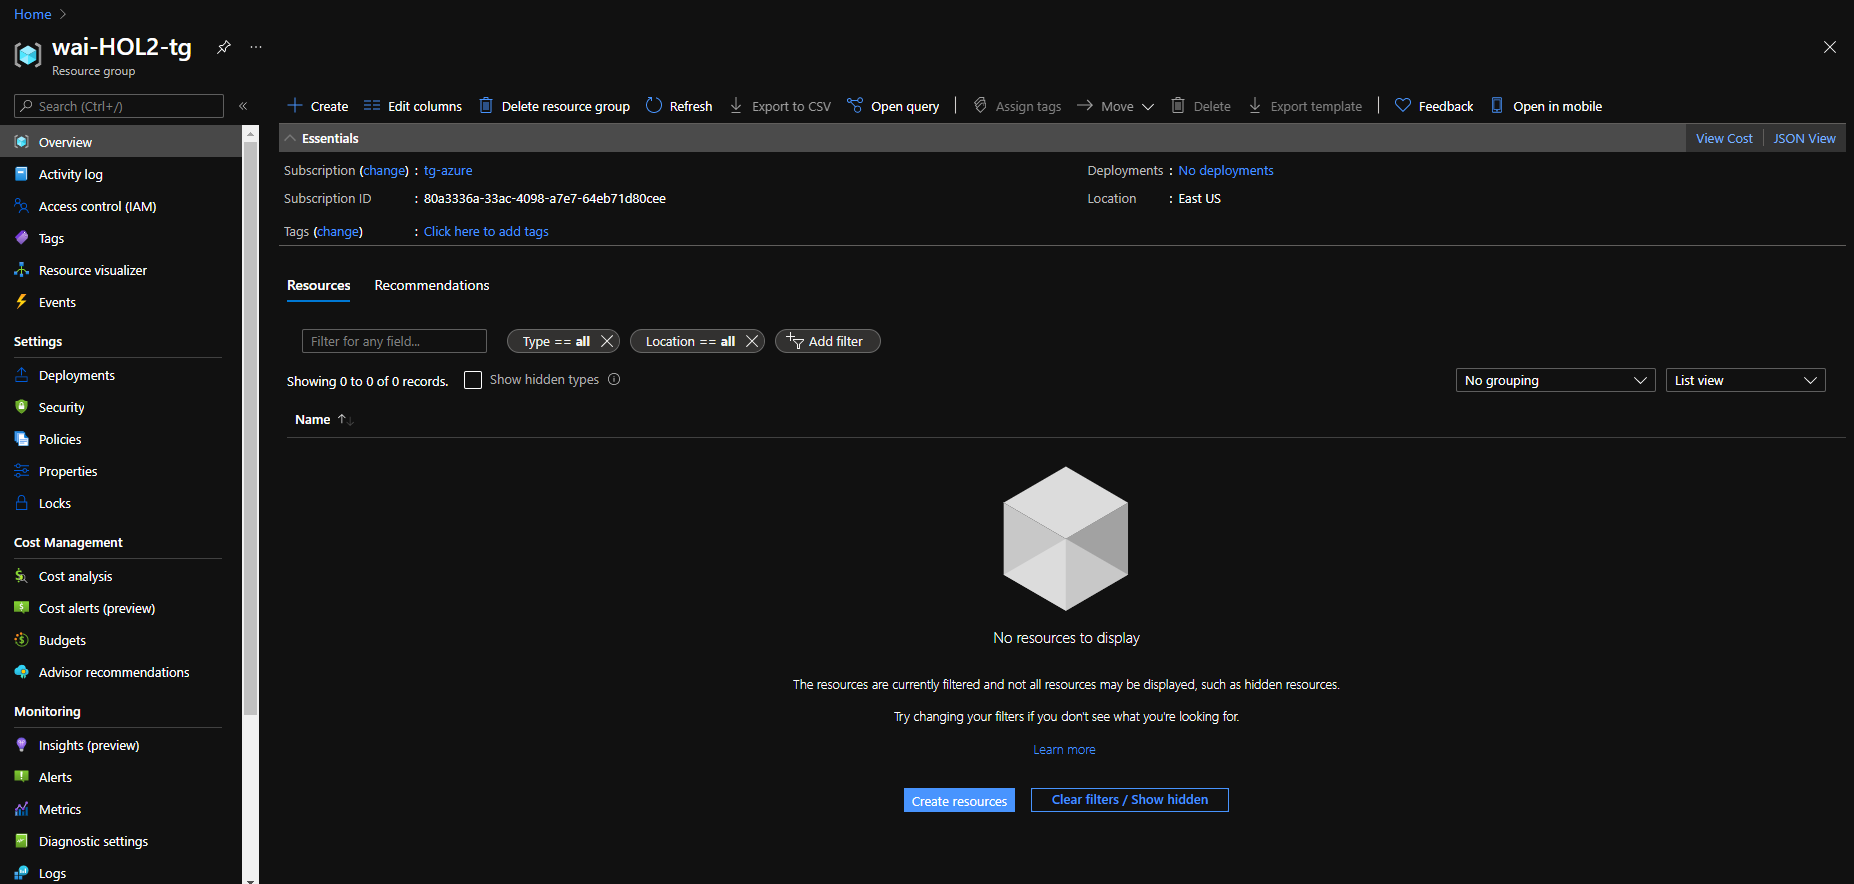 Home
wai-HOL2-tg
Resource group
Search (Ctrl+/)
Overview
Activity log
Access control (IAM)
Tags
Resource visualizer
Events
Settings
Deployments
Security
Policies
Properties
Locks
Cost Management
Cost analysis
Cost alerts (preview)
Budgets
Advisor recommendations
Monitoring
Insights (preview)
Alerts
Metrics
Diagnostic settings
Logs
Create Edit columns Delete resource group Refresh Export to CSV Open query Assign tags Move Delete Export template Feedback Open in mobile
Essentials View Cost JSON View
Subscription (change) : tg-azure Deployments : No deployments
Subscription ID : 80a3336a-33ac-4098-a7e7-64eb71d80cee Location : East US
Tags (change) : Click here to add tags
Resources Recommendations
Filter for any field... Type == all Location == all Add filter
Showing 0 to 0 of 0 records. Show hidden types No grouping List view
Name
No resources to display
The resources are currently filtered and not all resources may be displayed, such as hidden resources.
Try changing your filters if you don't see what you're looking for.
Learn more
Create resources Clear filters / Show hidden